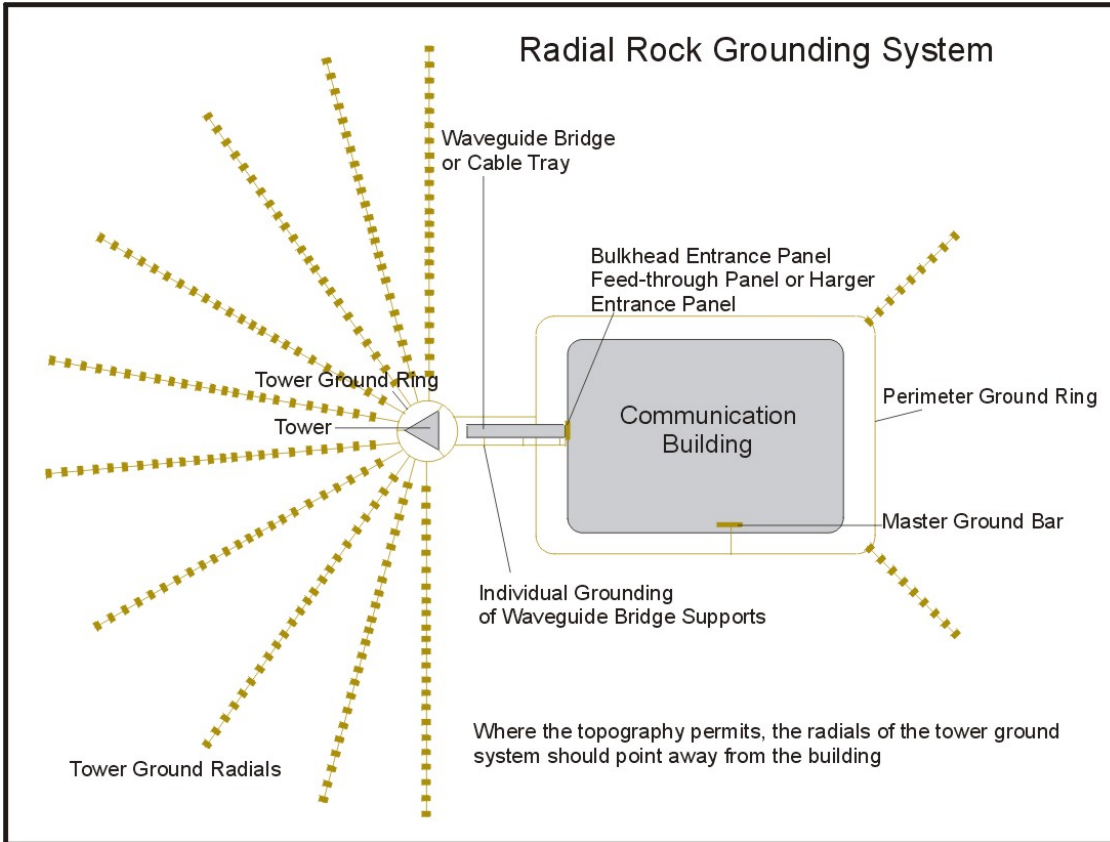 Radial Rock Grounding System
Waveguide Bridge
or Cable Tray
Bulkhead Entrance Panel
Feed-through Panel or Harger
Entrance Panel
Tower Ground Ring
Tower
Communication
Building
Perimeter Ground Ring
Master Ground Bar
Individual Grounding
of Waveguide Bridge Supports
Where the topography permits, the radials of the tower ground
system should point away from the building
Tower Ground Radials